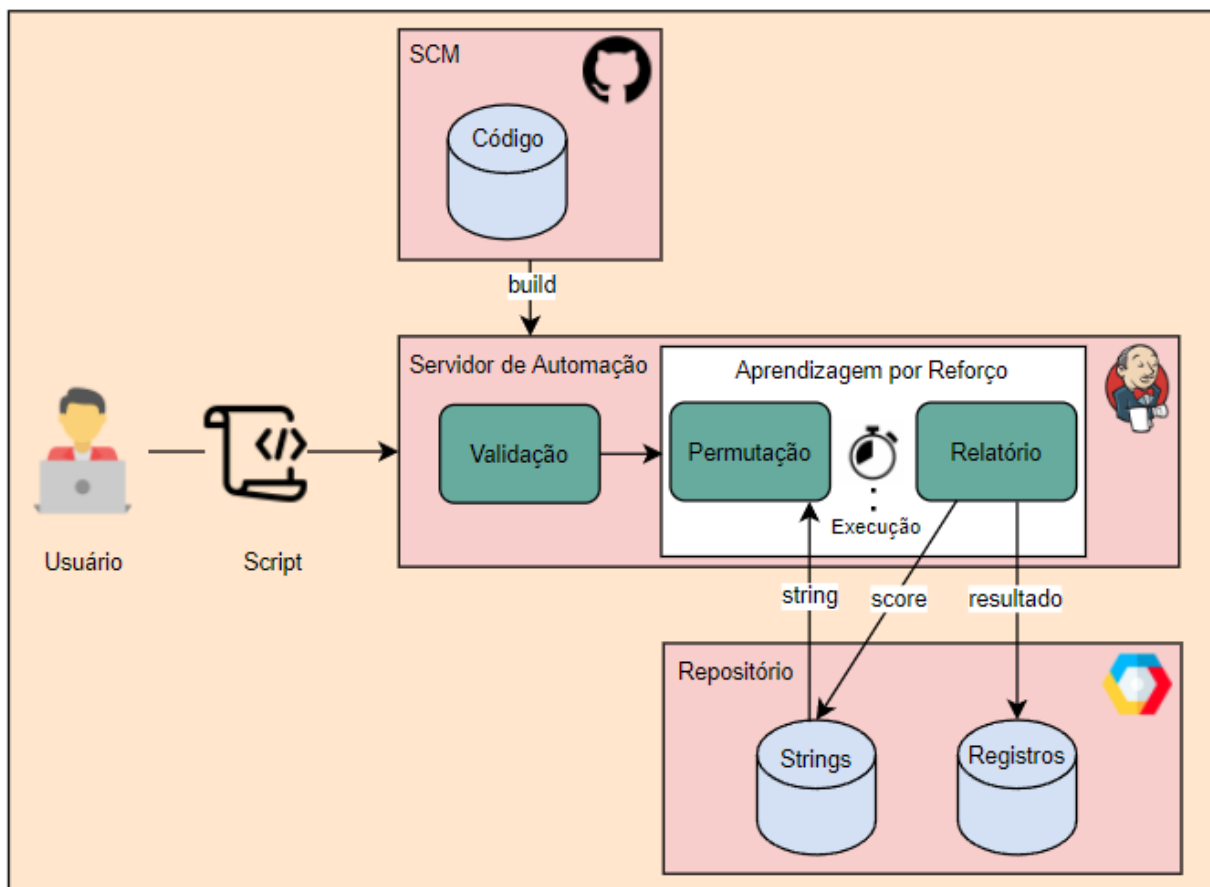 SCM
Código
build
Servidor de Automação
Aprendizagem por Reforço
Validação
Permutação
Relatório
Execução
Usuário
Script
string
score
resultado
Repositório
Strings
Registros